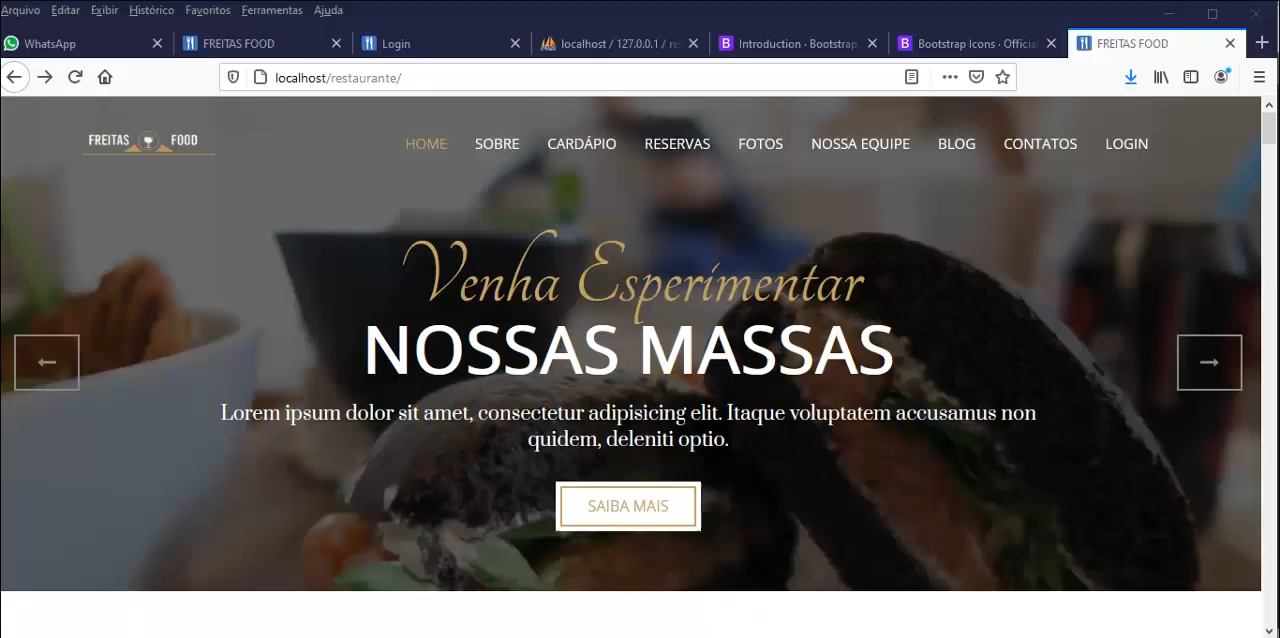 Arquivo Editar Exibir Histórico Favoritos Ferramentas Ajuda
WhatsApp FREITAS FOOD Login localhost / 127.0.0.1 / re Introduction · Bootstrap Bootstrap Icons · Official FREITAS FOOD
localhost/restaurante/
FREITAS FOOD HOME SOBRE CARDÁPIO RESERVAS FOTOS NOSSA EQUIPE BLOG CONTATOS LOGIN
Venha Esperimentar
NOSSAS MASSAS
Lorem ipsum dolor sit amet, consectetur adipisicing elit. Itaque voluptatem accusamus non
quidem, deleniti optio.
SAIBA MAIS